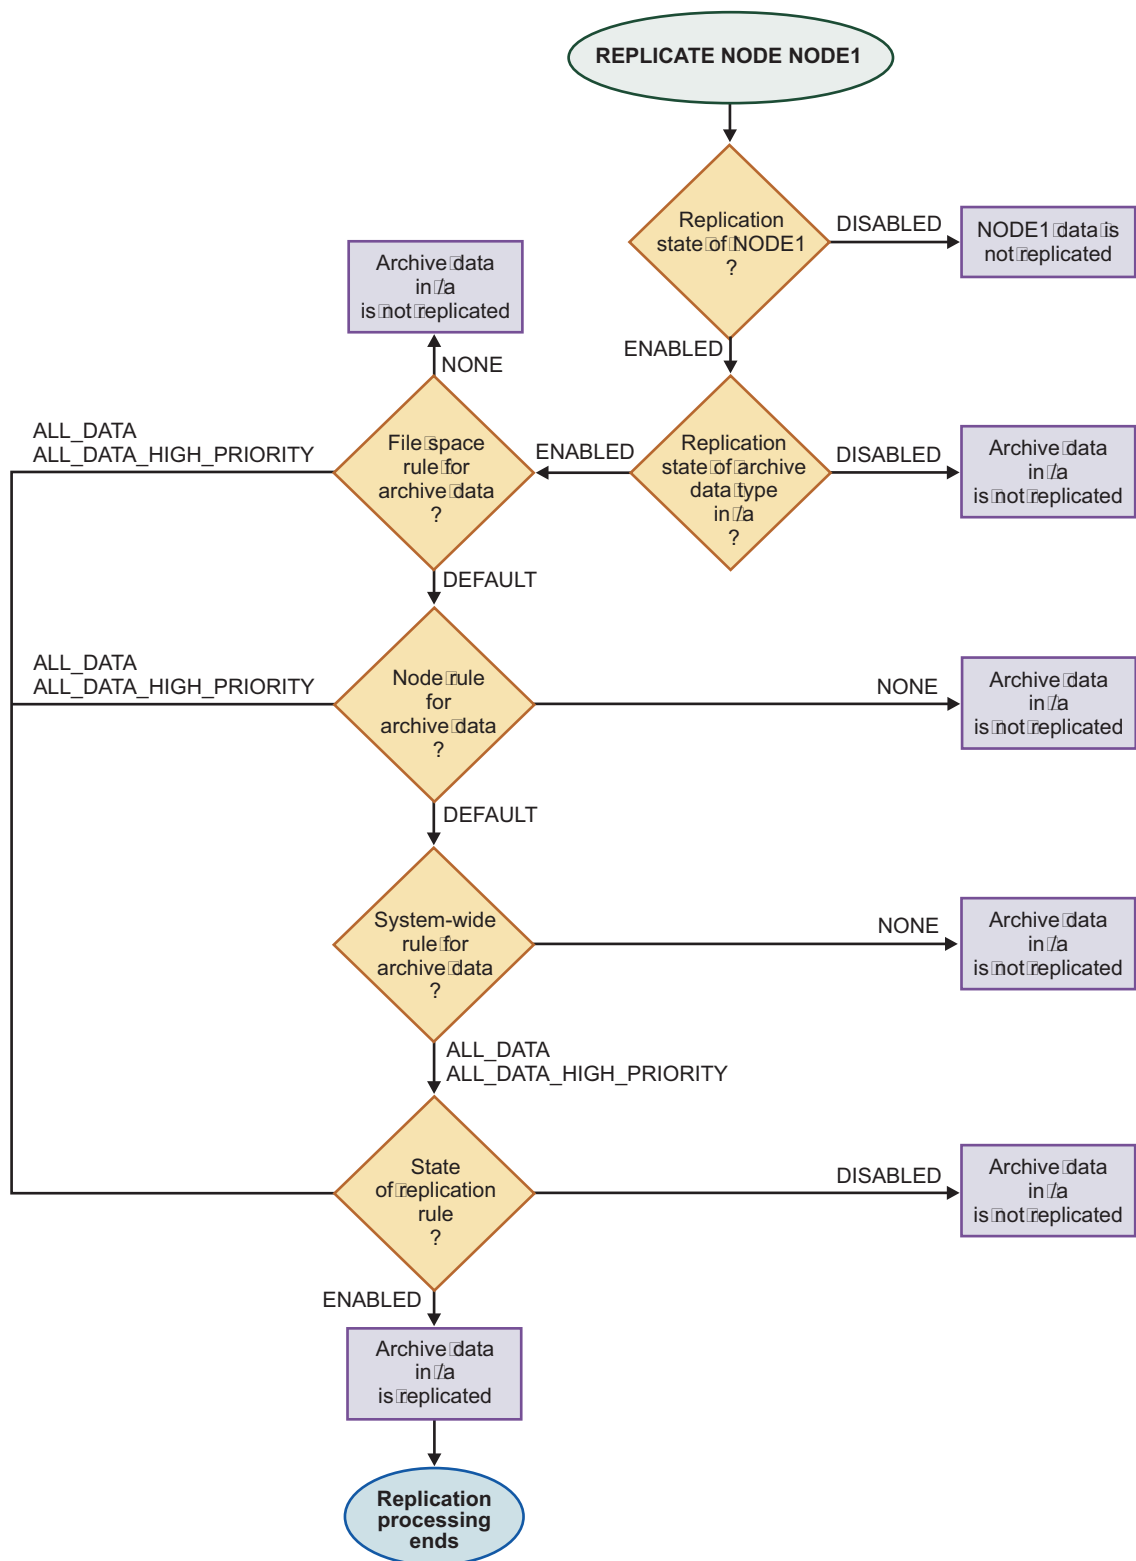 REPLICATE NODE NODE1
Replication
state of NODE1
?
DISABLED
NODE1 data is
not replicated
ENABLED
Archive data
in /a
is not replicated
NONE
Replication
state of archive
data type
in /a
?
DISABLED
Archive data
in /a
is not replicated
ENABLED
File space
rule for
archive data
?
ALL_DATA
ALL_DATA_HIGH_PRIORITY
DEFAULT
Node rule
for
archive data
?
ALL_DATA
ALL_DATA_HIGH_PRIORITY
NONE
Archive data
in /a
is not replicated
DEFAULT
System-wide
rule for
archive data
?
NONE
Archive data
in /a
is not replicated
ALL_DATA
ALL_DATA_HIGH_PRIORITY
State
of replication
rule
?
DISABLED
Archive data
in /a
is not replicated
ENABLED
Archive data
in /a
is replicated
Replication
processing
ends